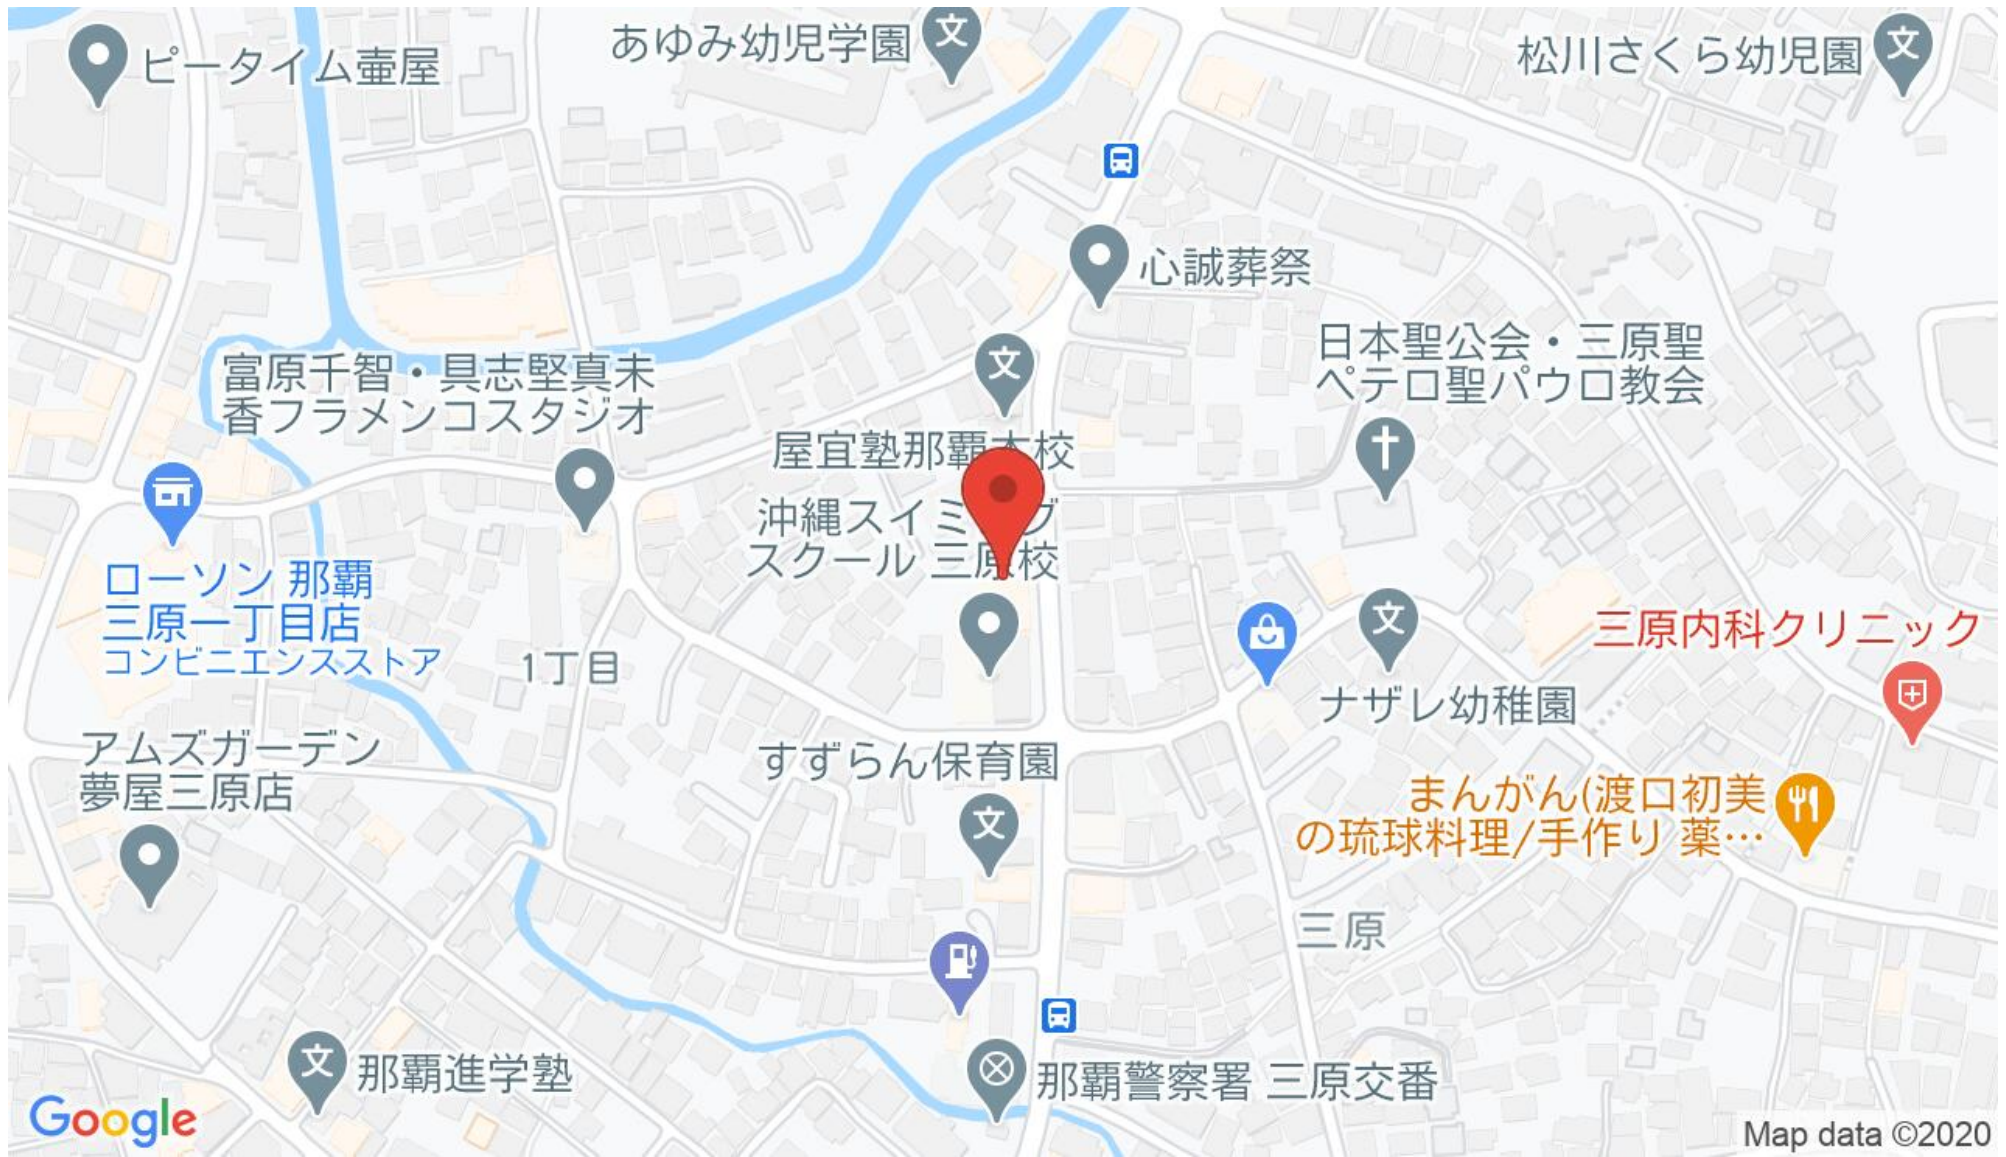 ピータイム壷屋
あゆみ幼児学園
文
松川さくら幼児園
文
心誠葬祭
日本聖公会・三原聖
ペテロ聖パウロ教会
富原千智・具志堅真未
香フラメンコスタジオ
文
屋宜塾那覇本校
沖縄スイミング
スクール 三原校
ローソン 那覇
三原一丁目店
コンビニエンスストア
1丁目
文
ナザレ幼稚園
三原内科クリニック
アムズガーデン
夢屋三原店
すずらん保育園
文
まんがん(渡口初美
の琉球料理/手作り 薬…
三原
文
那覇進学塾
那覇警察署 三原交番
Google
Map data ©2020